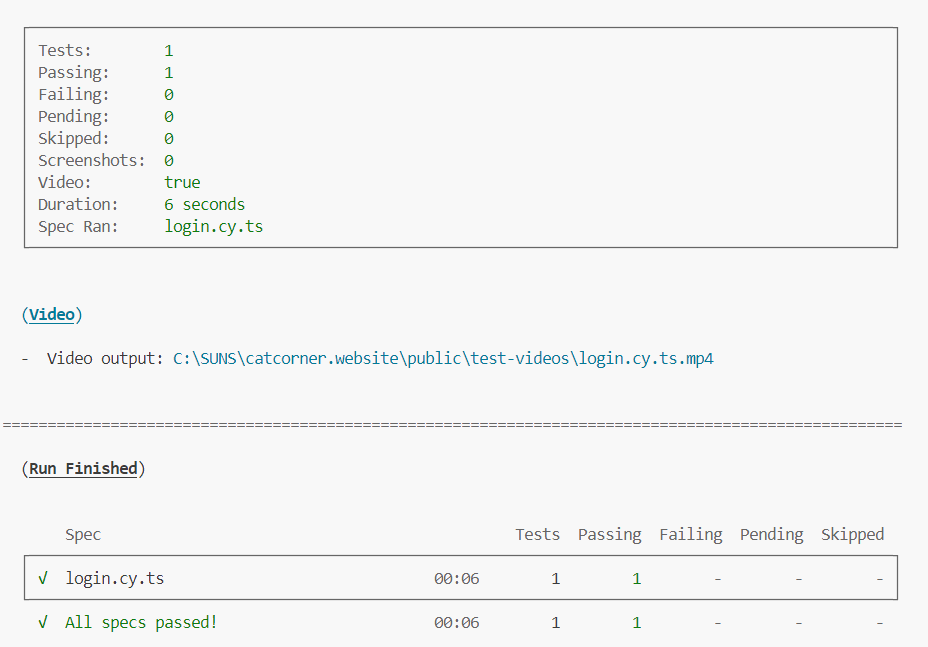 Tests: 1
Passing: 1
Failing: 0
Pending: 0
Skipped: 0
Screenshots: 0
Video: true
Duration: 6 seconds
Spec Ran: login.cy.ts
(Video)
- Video output: C:\SUNS\catcorner.website\public\test-videos\login.cy.ts.mp4
====================================================================================================
(Run Finished)
Spec Tests Passing Failing Pending Skipped
√ login.cy.ts 00:06 1 1 - - -
√ All specs passed! 00:06 1 1 - - -